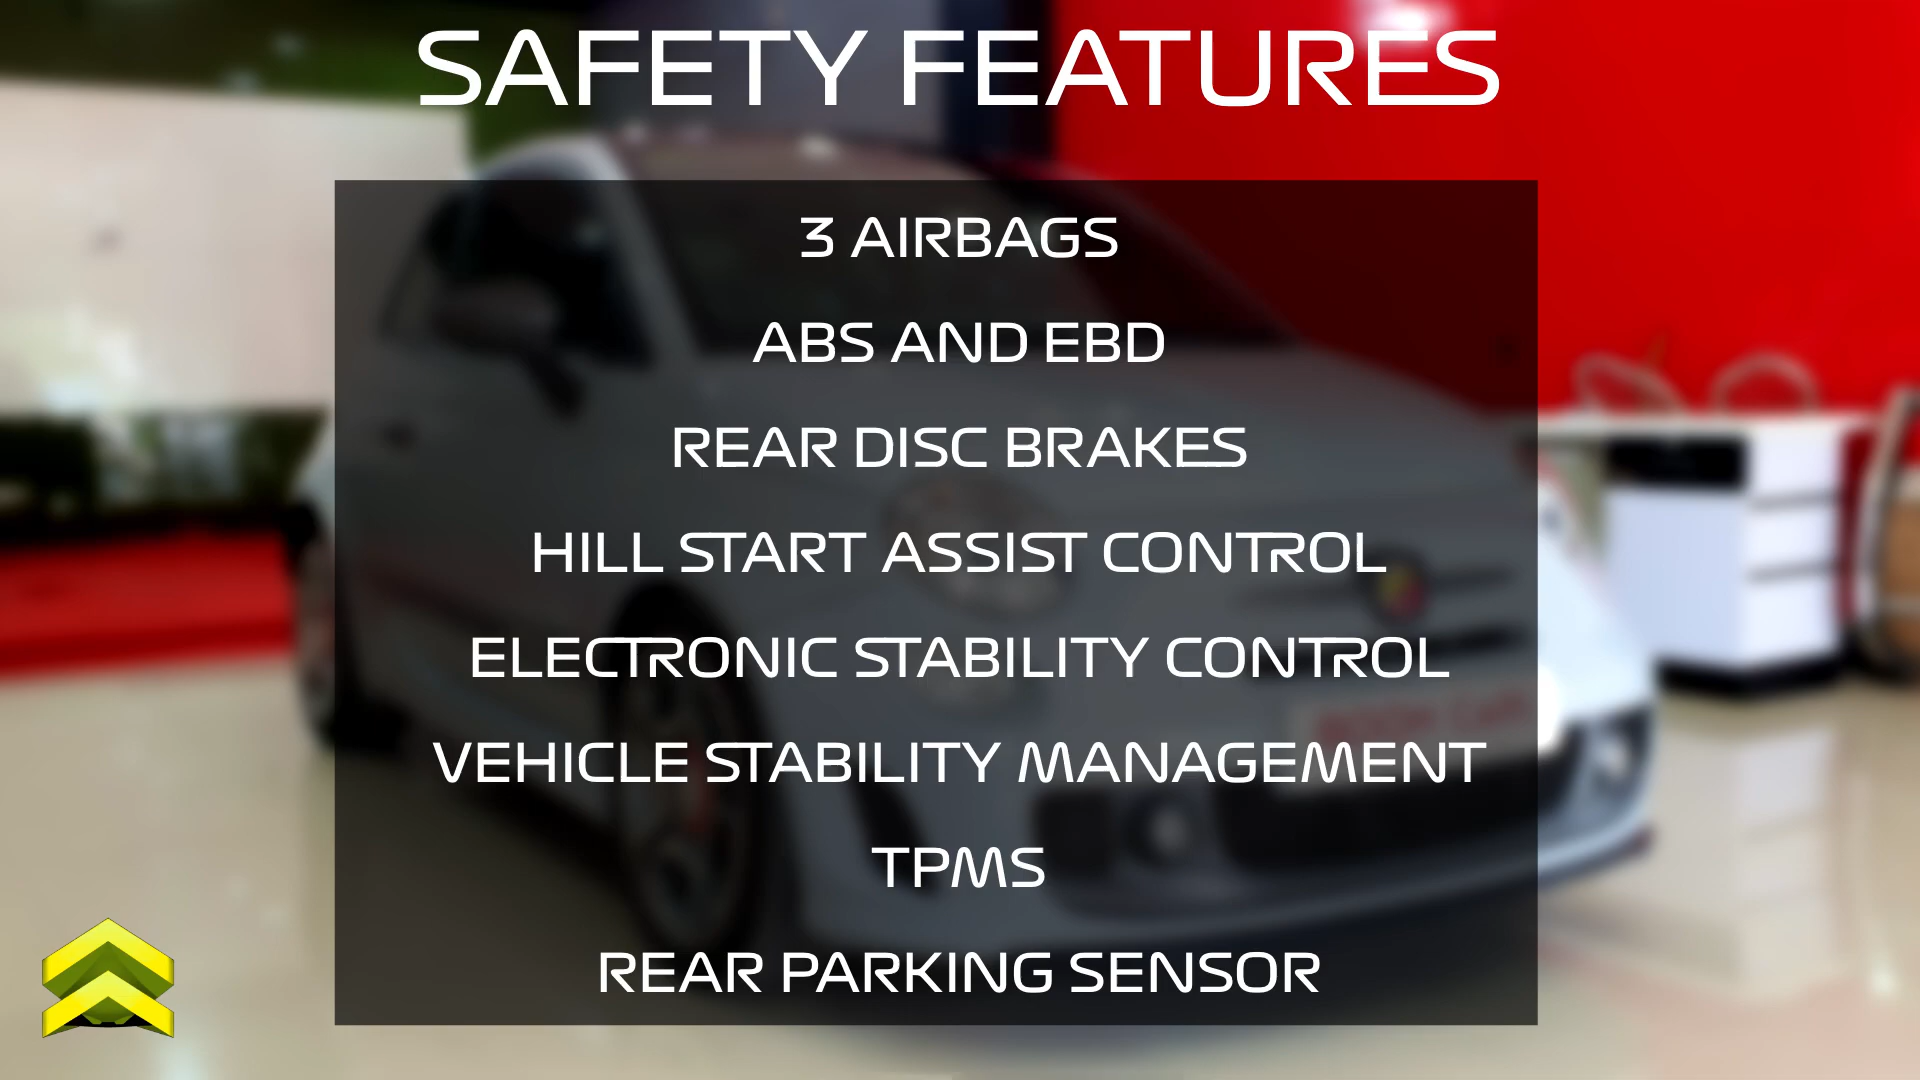 SAFETY FEATURES
3 AIRBAGS
ABS AND EBD
REAR DISC BRAKES
HILL START ASSIST CONTROL
ELECTRONIC STABILITY CONTROL
VEHICLE STABILITY MANAGEMENT
TPMS
REAR PARKING SENSOR